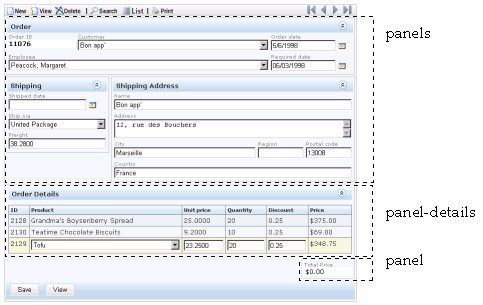 New | View Delete | Search List | Print
Order
panels
Order ID Customer Order date
11076 Bon app' 5/6/1998
Employee Required date
Peacock, Margaret 06/03/1998
Shipping Shipping Address
Shipped date Name
Bon app'
Ship via Address
United Package 12, rue des Bouchers
Freight
38.2800
City Region Postal code
Marseille 13008
Country
France
Order Details
panel-details
ID Product Unit price Quantity Discount Price
2128 Grandma's Boysenberry Spread 25.0000 20 0.25 $375.00
2130 Teatime Chocolate Biscuits 9.2000 10 0.25 $69.00
2129 Tofu 23.2500 20 0.25 $348.75
panel
Total Price
$0.00
Save View